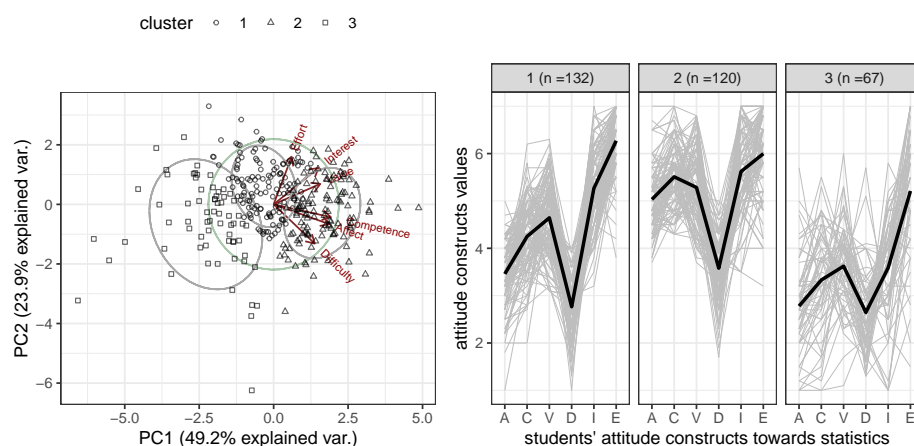 cluster 1 2 3
PC2 (23.9% explained var.)
2
0
−2
−4
−6
−5.0 −2.5 0.0 2.5 5.0
PC1 (49.2% explained var.)
Effort
Interest
Competence
Affect
Difficulty
1 (n =132) 2 (n =120) 3 (n =67)
attitude constructs values
6
4
2
A C V D I E A C V D I E A C V D I E
students' attitude constructs towards statistics